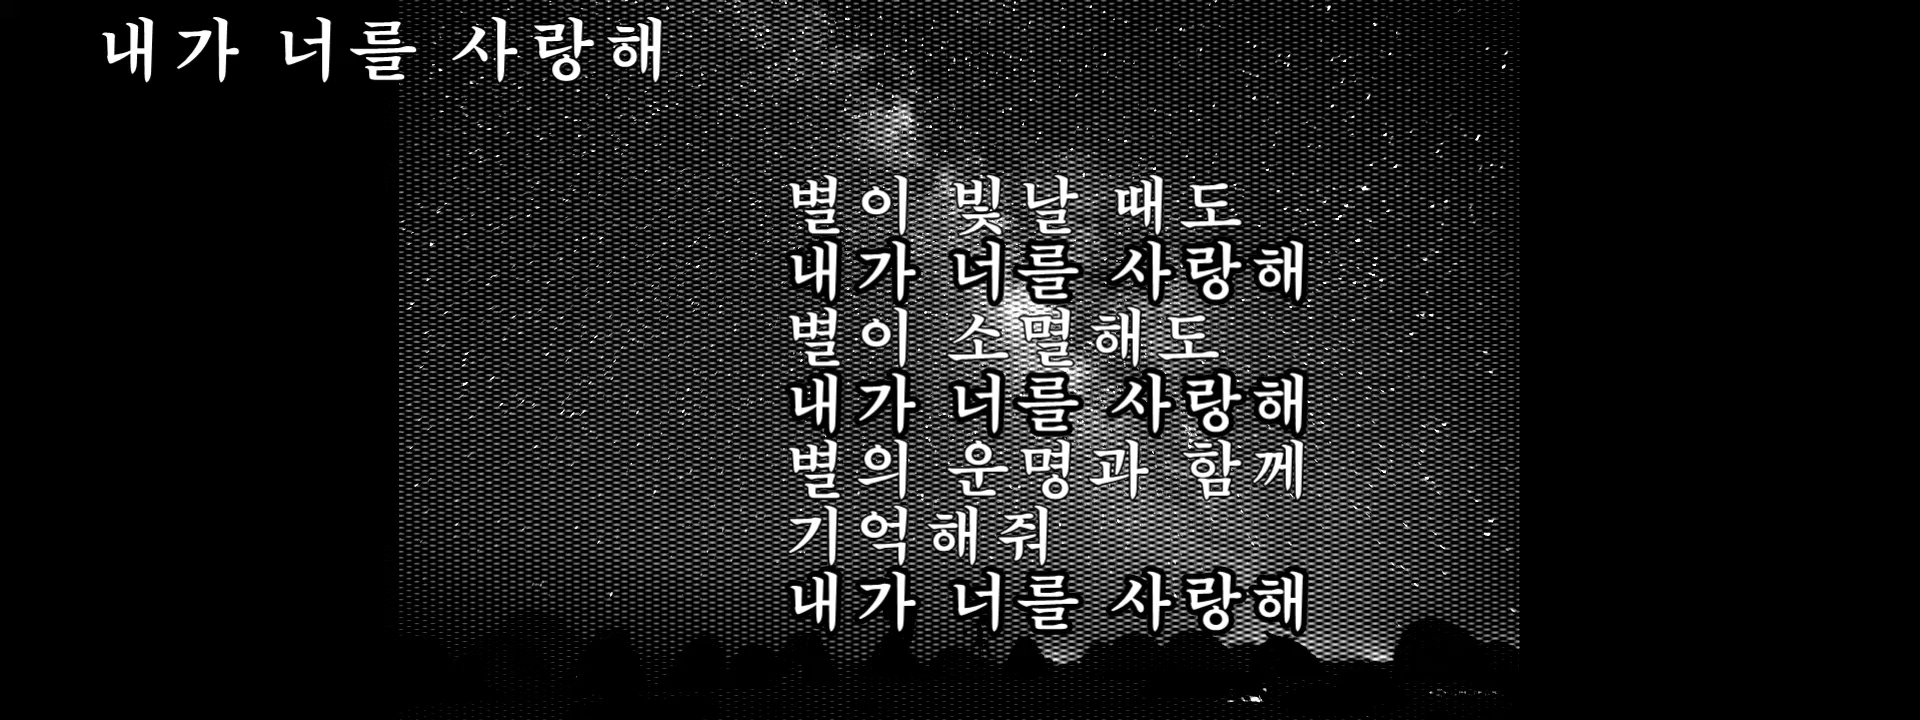 내가 너를 사랑해
별이 빛날 때도
내가 너를 사랑해
별이 소멸해도
내가 너를 사랑해
별의 운명과 함께
기억해줘
내가 너를 사랑해